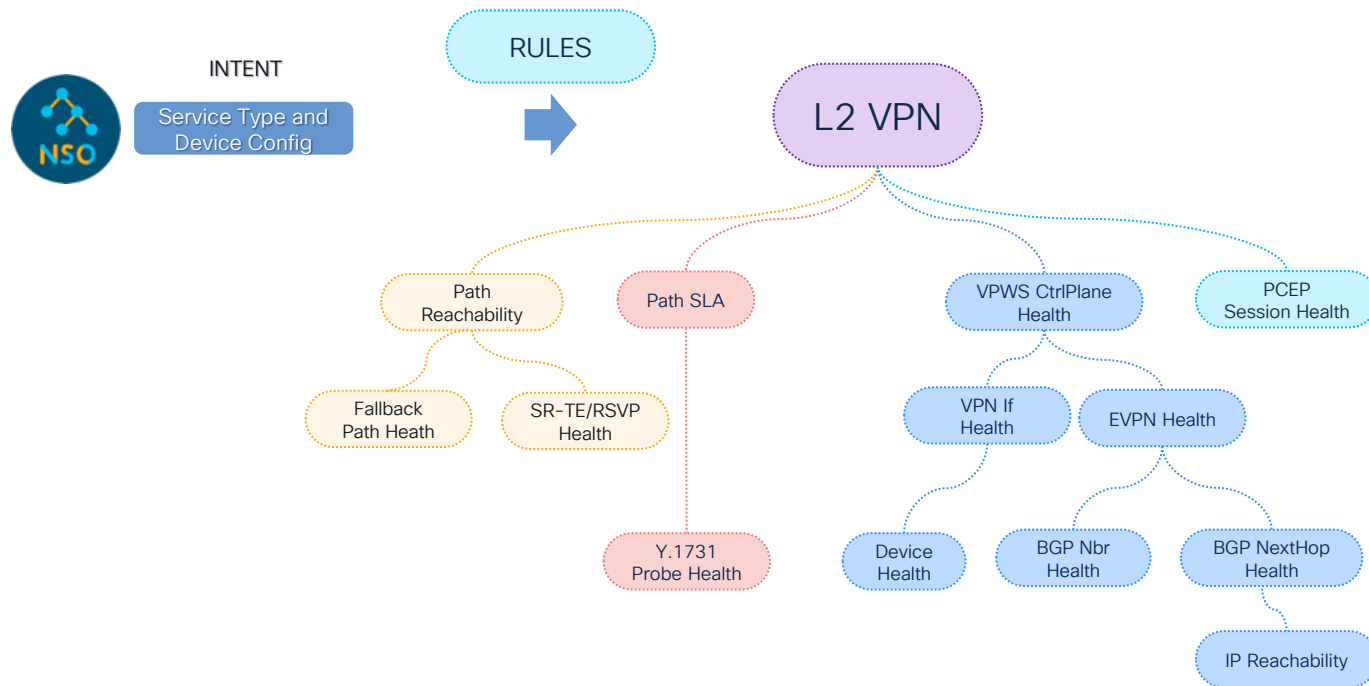 RULES
INTENT
Service Type and
Device Config
NSO
L2 VPN
Path
Reachability
Path SLA
VPWS CtrlPlane
Health
PCEP
Session Health
Fallback
Path Heath
SR-TE/RSVP
Health
VPN If
Health
EVPN Health
Y.1731
Probe Health
Device
Health
BGP Nbr
Health
BGP NextHop
Health
IP Reachability